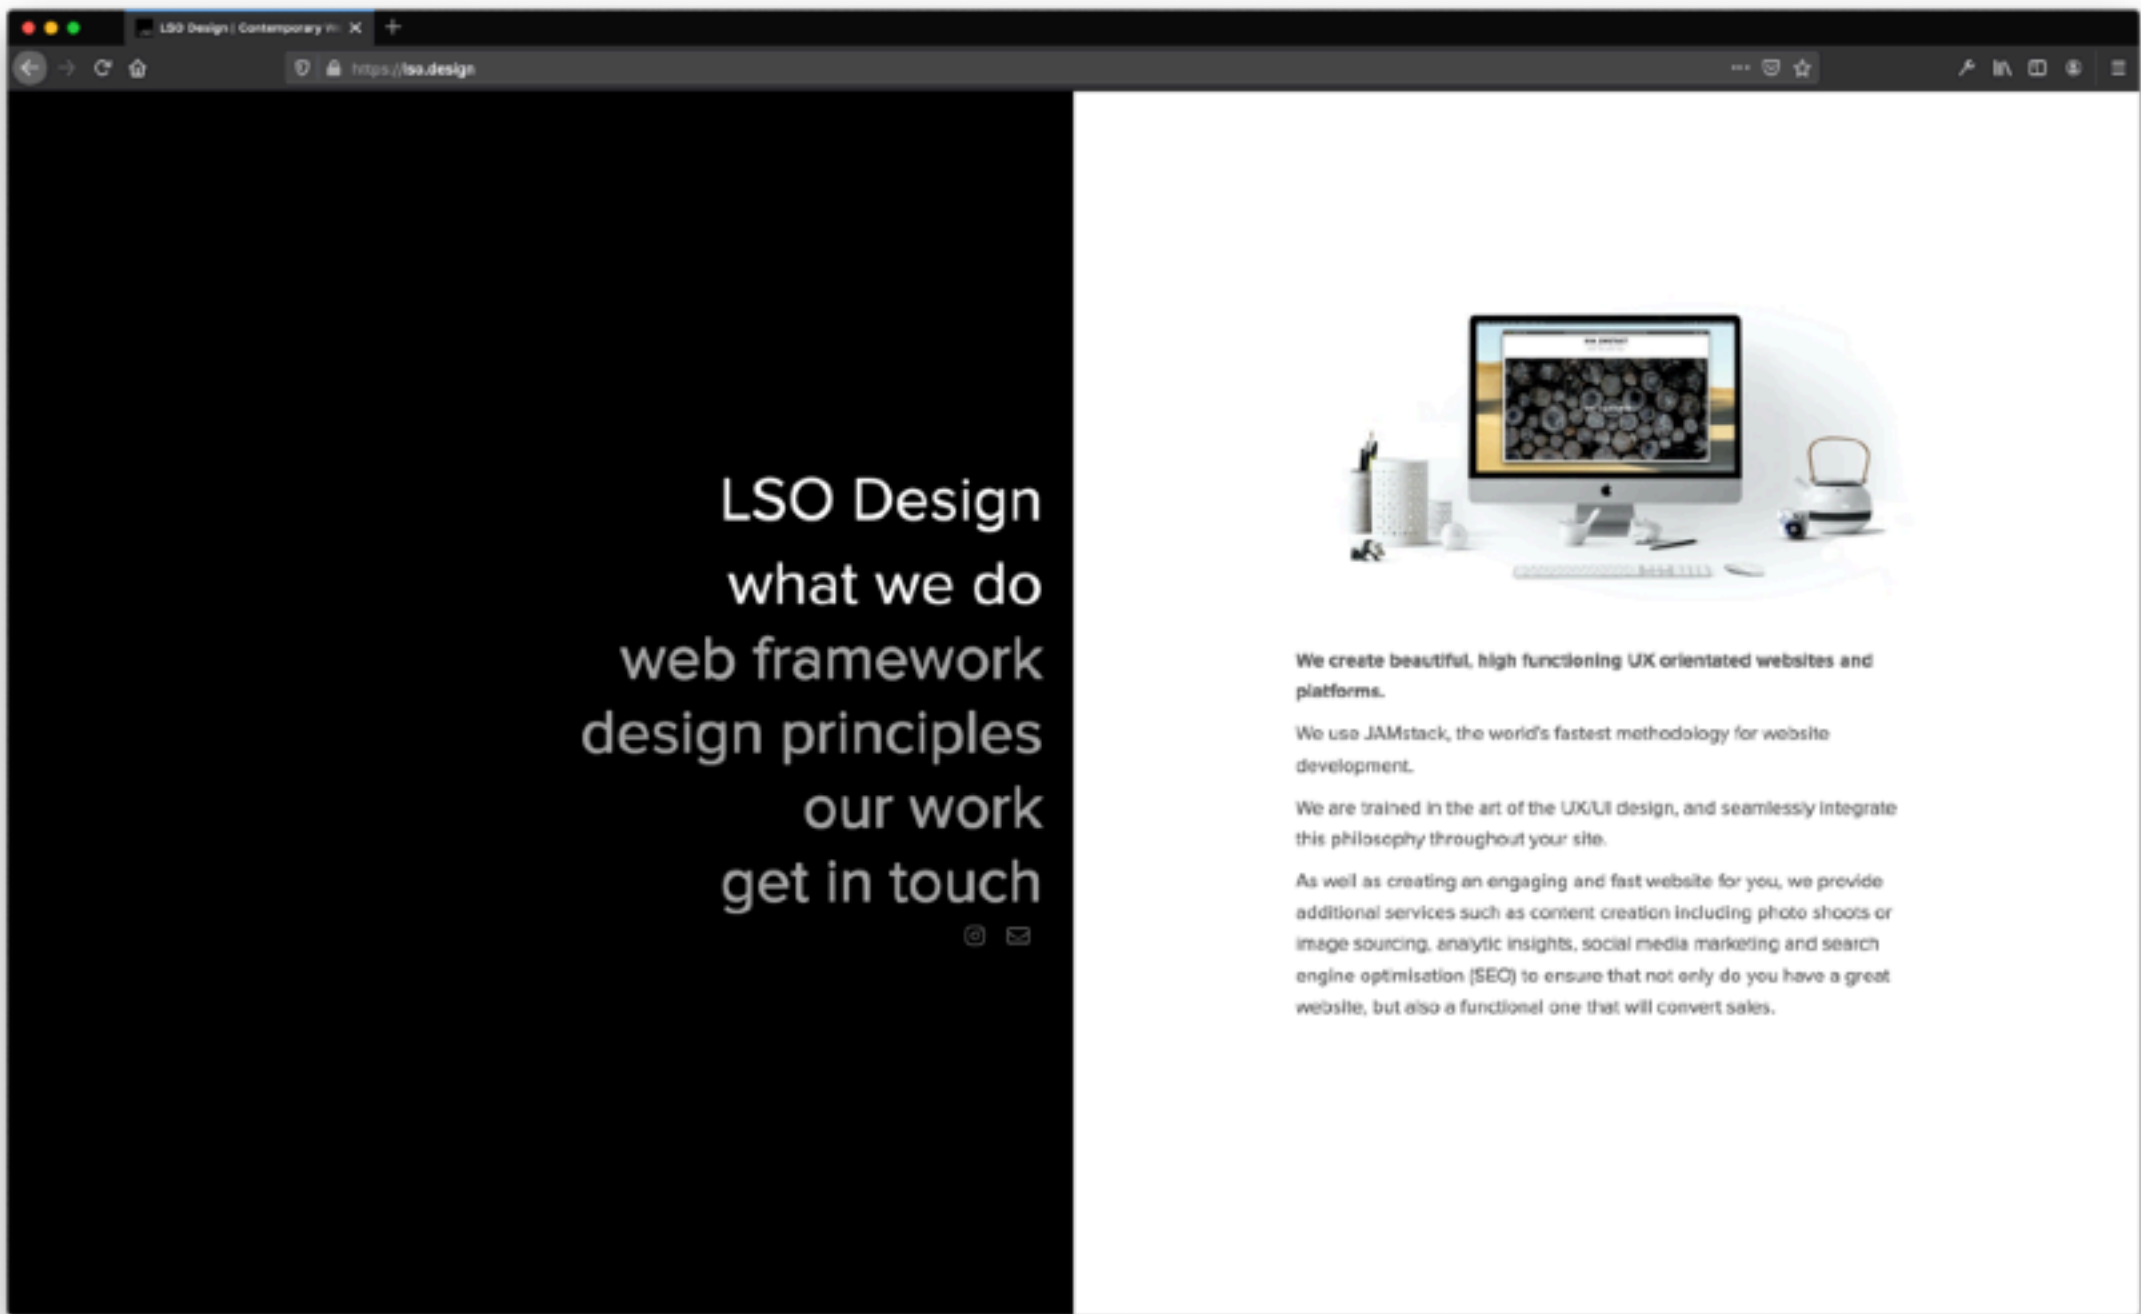 LSO Design | Contemporary
https://lso.design
LSO Design
what we do
web framework
design principles
our work
get in touch
We create beautiful, high functioning UX orientated websites and
platforms.
We use JAMstack, the world's fastest methodology for website
development.
We are trained in the art of the UX/UI design, and seamlessly integrate
this philosophy throughout your site.
As well as creating an engaging and fast website for you, we provide
additional services such as content creation including photo shoots or
image sourcing, analytic insights, social media marketing and search
engine optimisation (SEO) to ensure that not only do you have a great
website, but also a functional one that will convert sales.